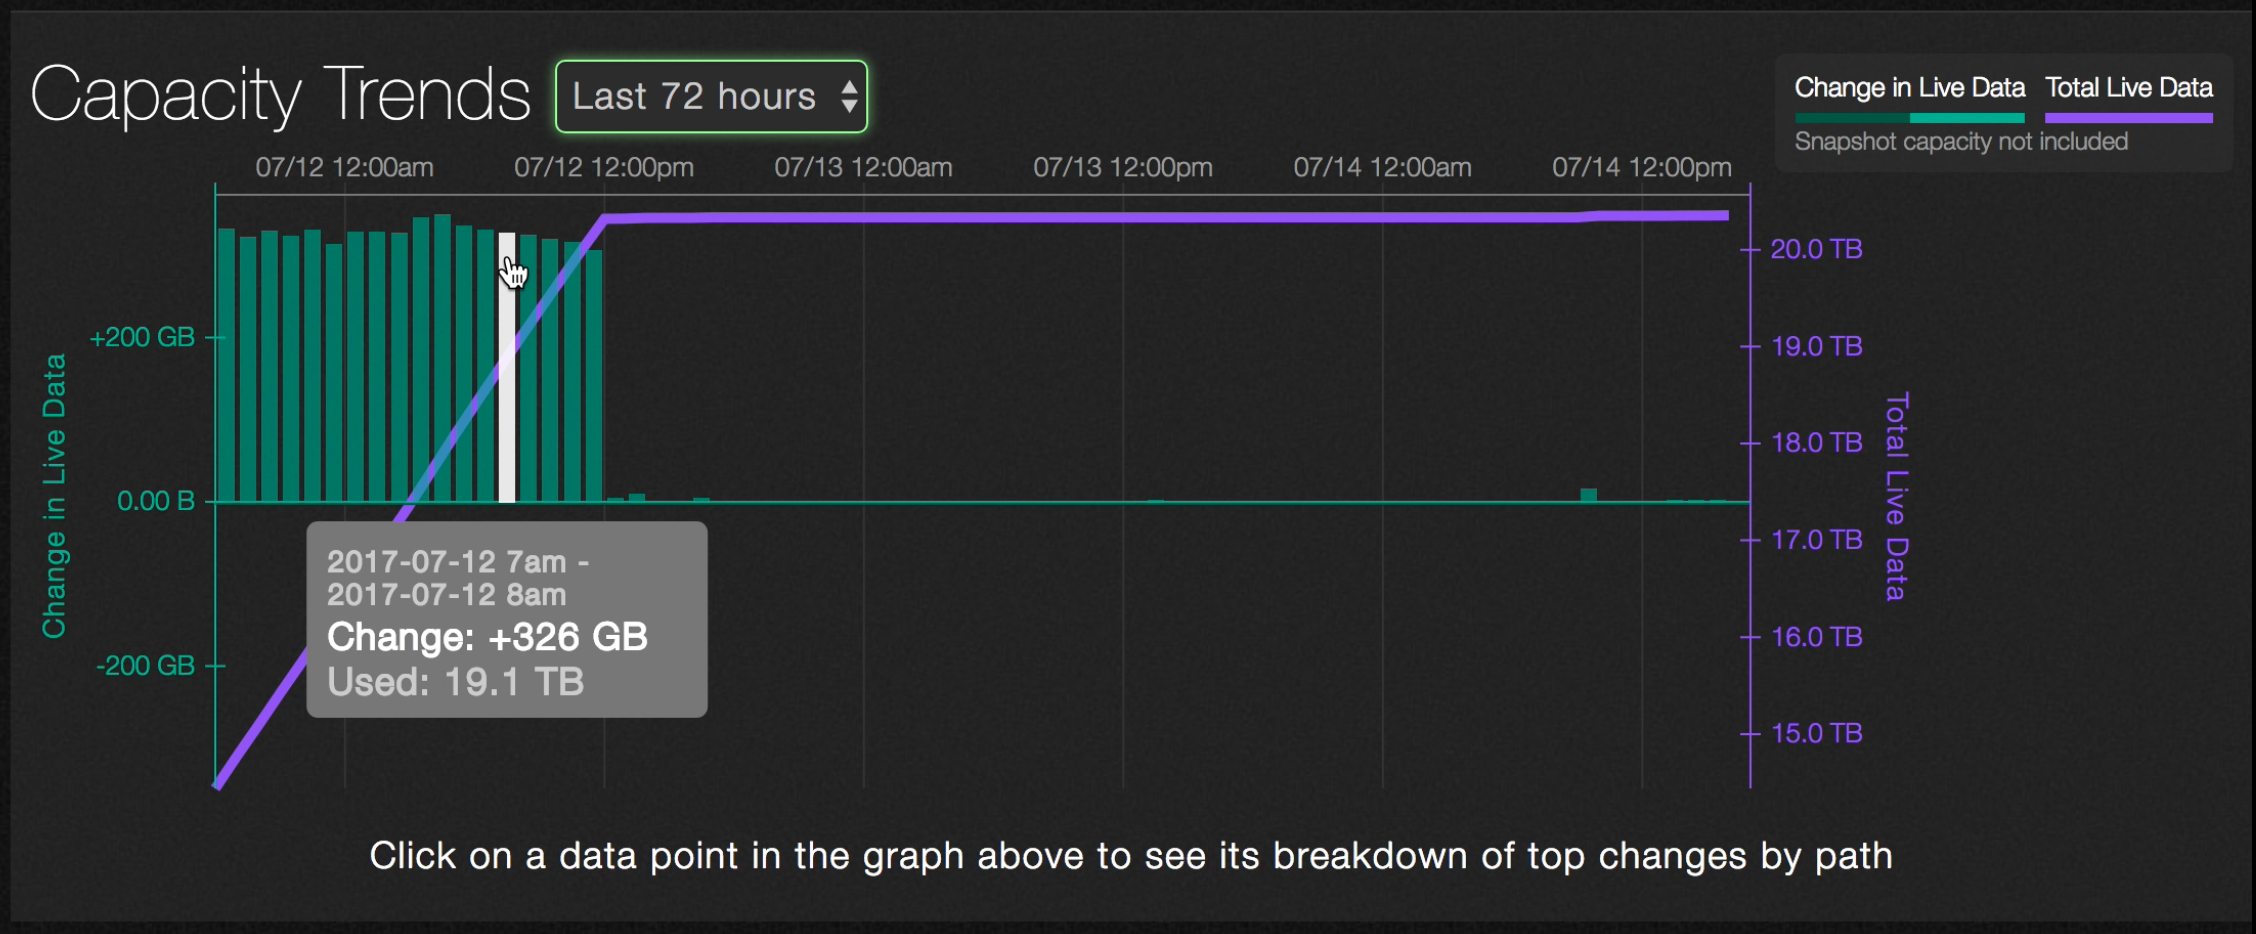 Capacity Trends
Last 72 hours
Change in Live Data
Total Live Data
Snapshot capacity not included
07/12 12:00am
07/12 12:00pm
07/13 12:00am
07/13 12:00pm
07/14 12:00am
07/14 12:00pm
Change in Live Data
+200 GB
0.00 B
-200 GB
20.0 TB
19.0 TB
18.0 TB
17.0 TB
16.0 TB
15.0 TB
Total Live Data
2017-07-12 7am -
2017-07-12 8am
Change: +326 GB
Used: 19.1 TB
Click on a data point in the graph above to see its breakdown of top changes by path